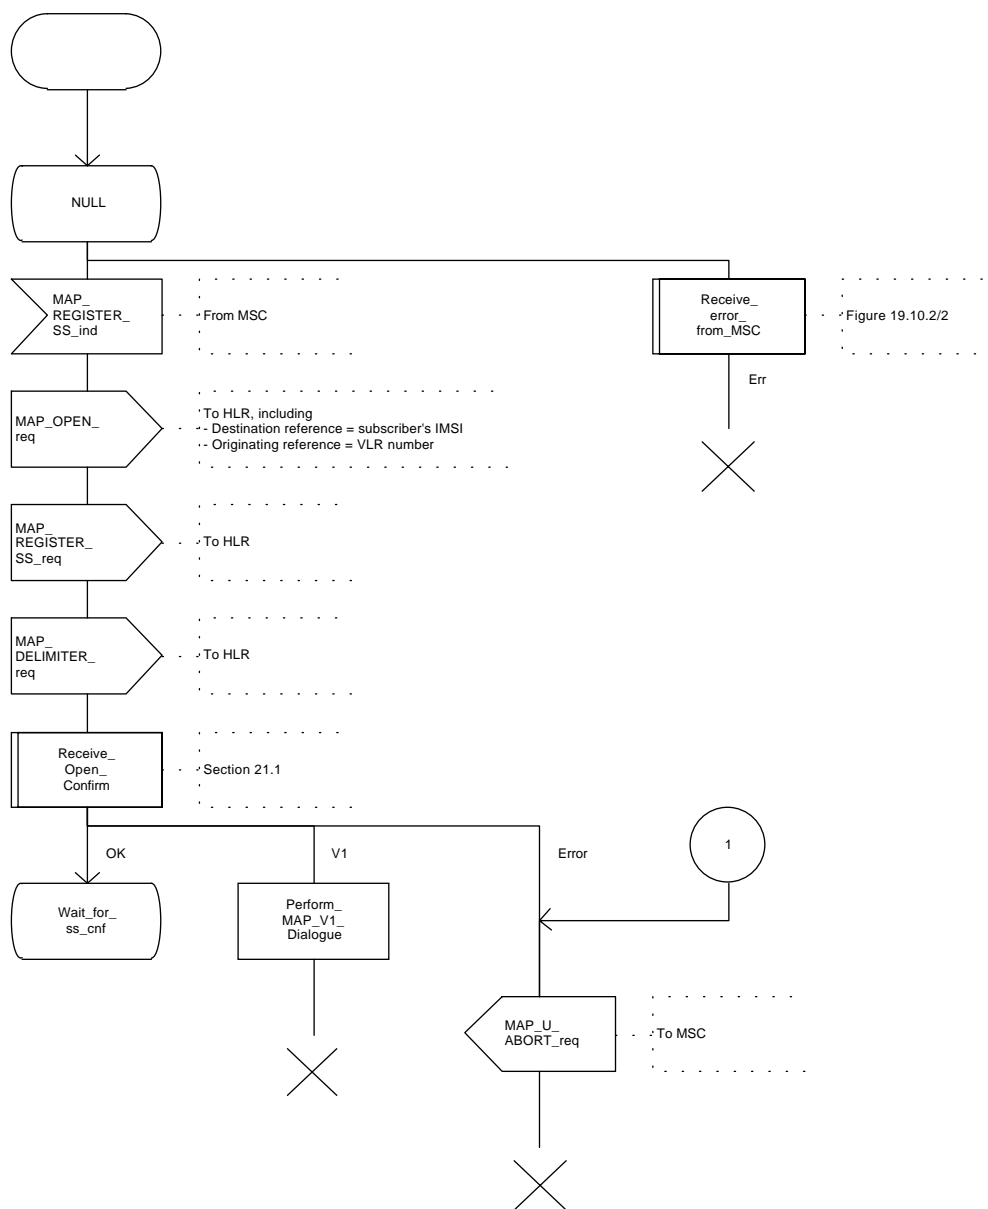 NULL
MAP_
REGISTER_
SS_ind
From MSC
Receive_
error_
from_MSC
Figure 19.10.2/2
Err
MAP_OPEN_
req
To HLR, including
- Destination reference = subscriber's IMSI
- Originating reference = VLR number
MAP_
REGISTER_
SS_req
To HLR
MAP_
DELIMITER_
req
To HLR
Receive_
Open_
Confirm
Section 21.1
OK
V1
Error
1
Wait_for_
ss_cnf
Perform_
MAP_V1_
Dialogue
MAP_U_
ABORT_req
To MSC